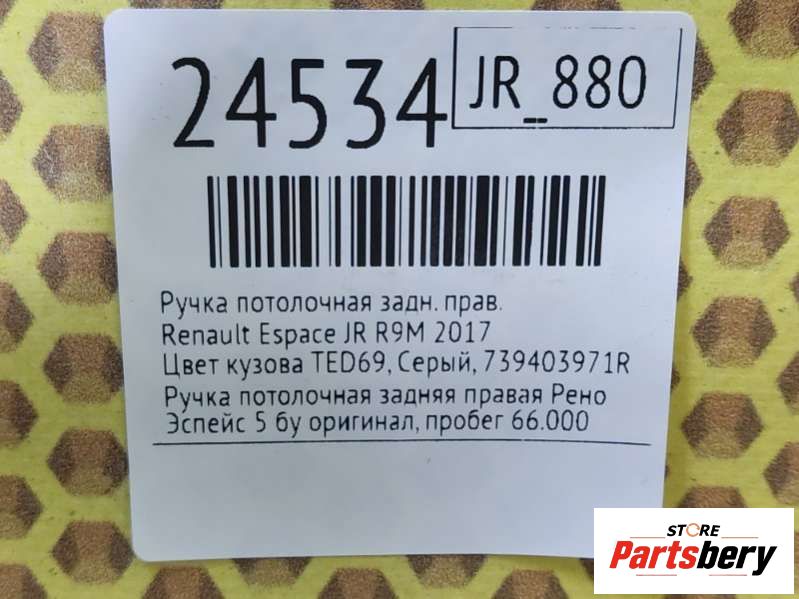 24534
JR_880
Ручка потолочная задн. прав.
Renault Espace JR R9M 2017
Цвет кузова TED69, Серый, 739403971R
Ручка потолочная задняя правая Рено
Эспейс 5 бу оригинал, пробег 66.000
STORE
Partsbery